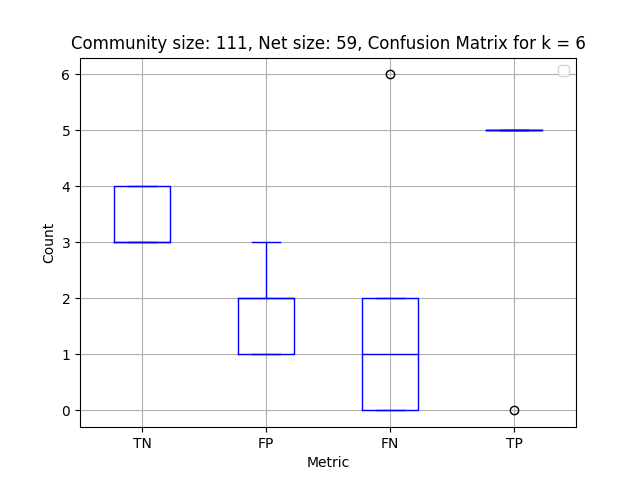 Community size: 111, Net size: 59, Confusion Matrix for k = 6
6
5
4
3
2
1
0
Count
TN FP FN TP
Metric